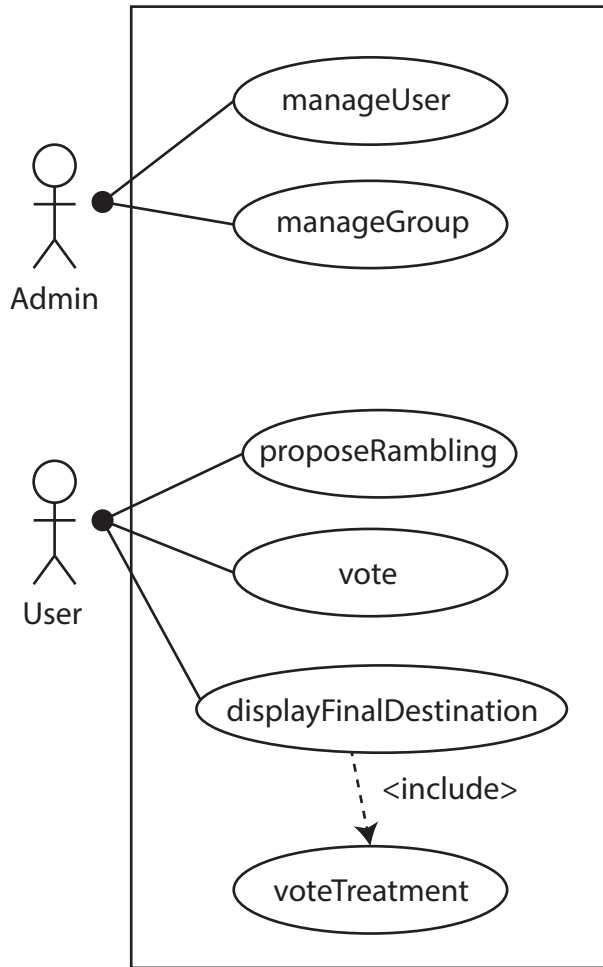 manageUser
manageGroup
Admin
proposeRambling
vote
User
displayFinalDestination
<include>
voteTreatment